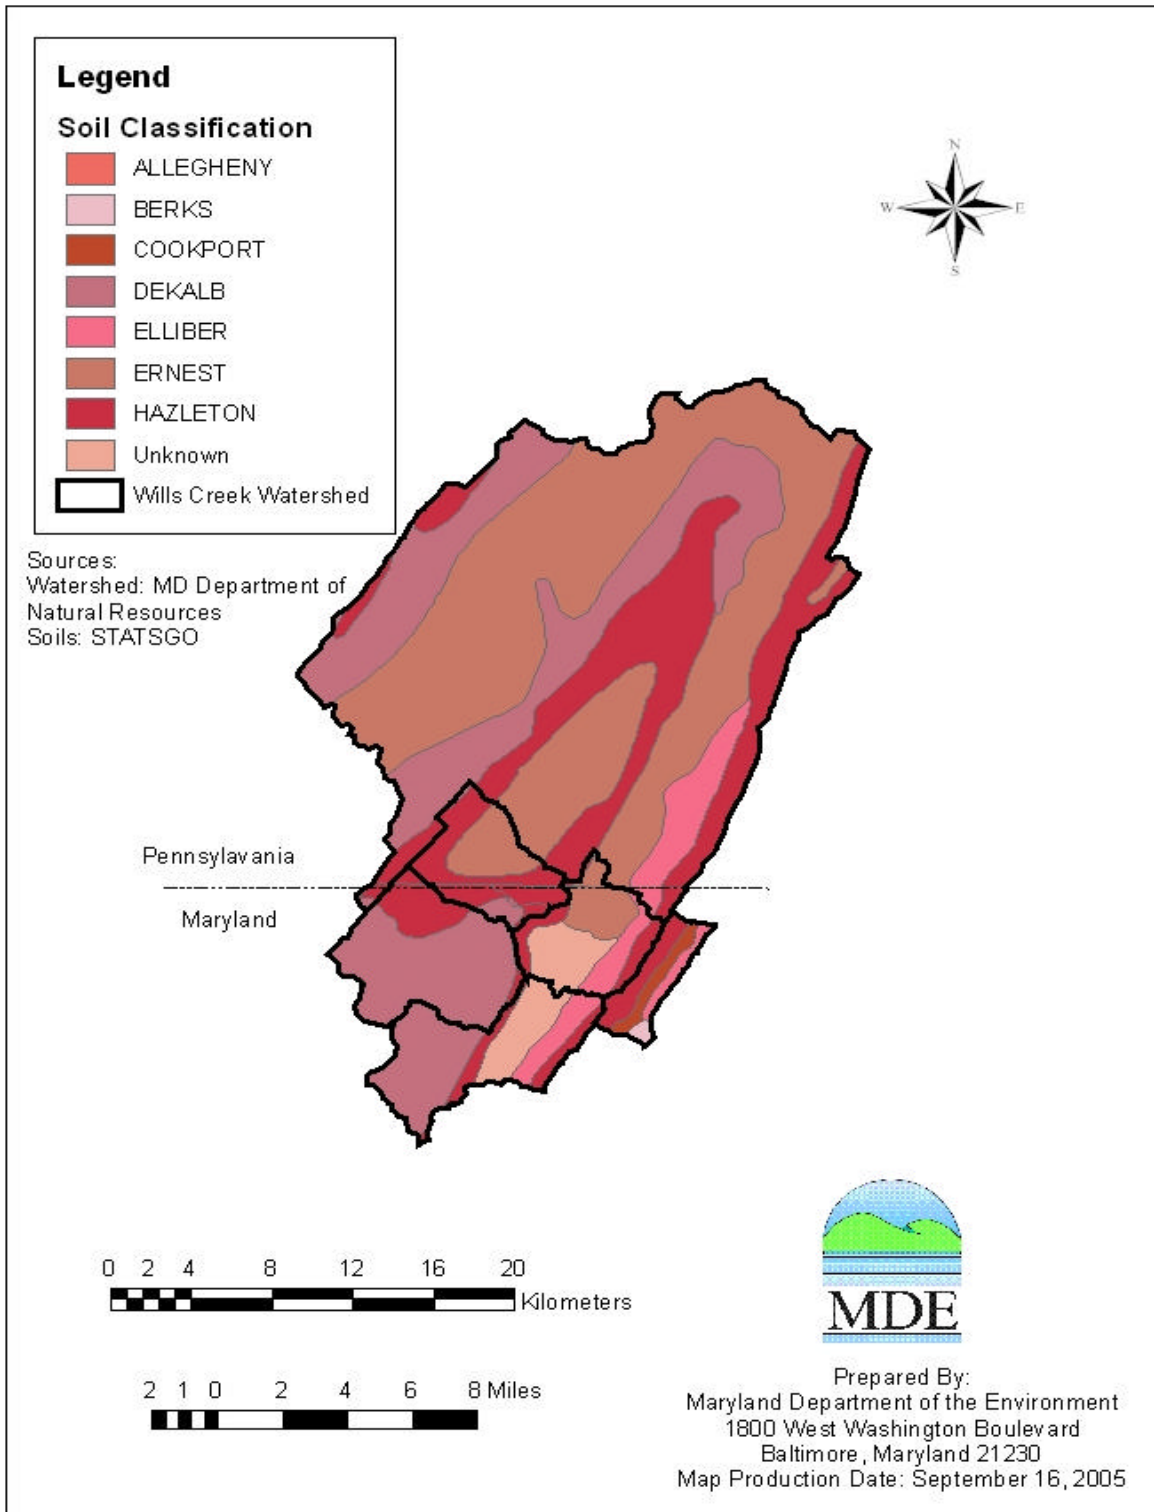 Legend
Soil Classification
ALLEGHENY
BERKS
COOKPORT
DEKALB
ELLIBER
ERNEST
HAZLETON
Unknown
Wills Creek Watershed
N
W
E
S
Sources:
Watershed: MD Department of
Natural Resources
Soils: STATSGO
Pennsylavania
Maryland
0 2 4 8 12 16 20
Kilometers
2 1 0 2 4 6 8 Miles
MDE
Prepared By:
Maryland Department of the Environment
1800 West Washington Boulevard
Baltimore, Maryland 21230
Map Production Date: September 16, 2005